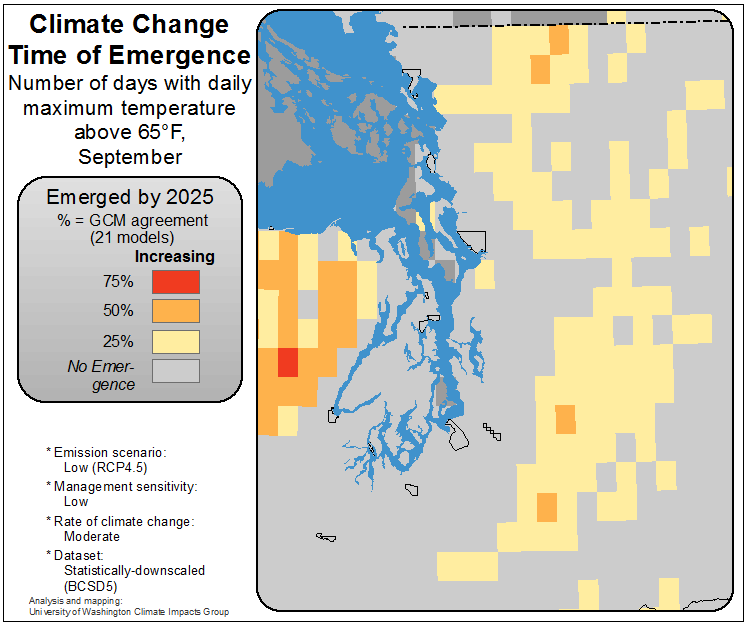 Climate Change
Time of Emergence
Number of days with daily
maximum temperature
above 65°F,
September
Emerged by 2025
% = GCM agreement
(21 models)
Increasing
75%
50%
25%
No Emer-
gence
* Emission scenario:
Low (RCP4.5)
* Management sensitivity:
Low
* Rate of climate change:
Moderate
* Dataset:
Statistically-downscaled
(BCSD5)
Analysis and mapping:
University of Washington Climate Impacts Group